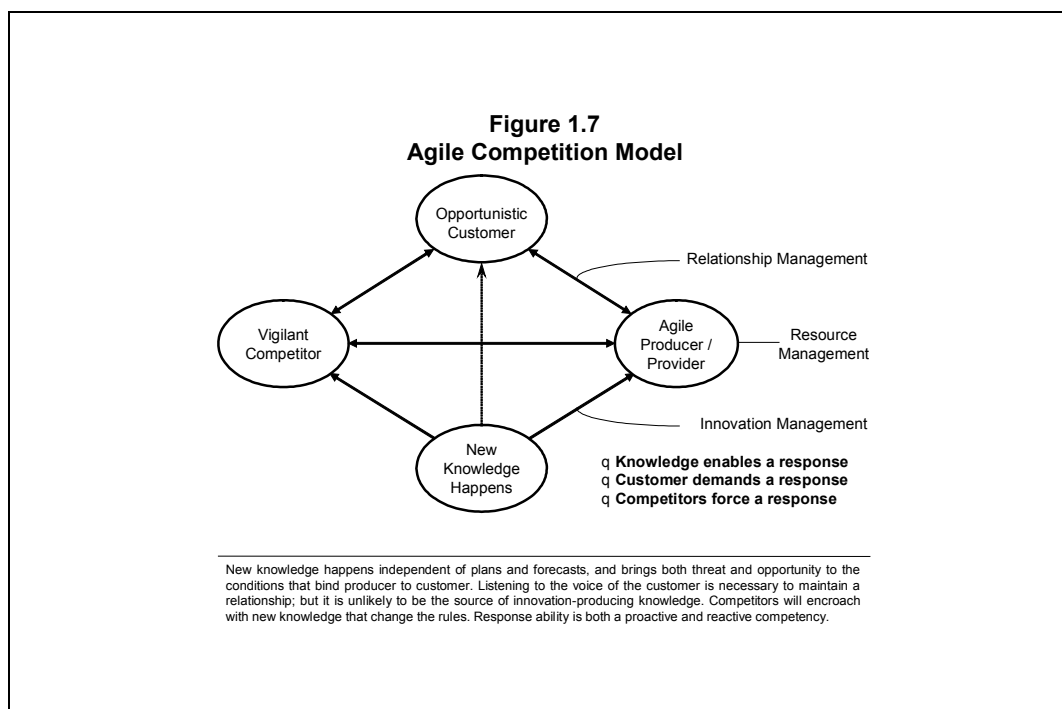 Figure 1.7
Agile Competition Model
Opportunistic
Customer
Relationship Management
Vigilant
Competitor
Agile
Producer /
Provider
Resource
Management
Innovation Management
New
Knowledge
Happens
q Knowledge enables a response
q Customer demands a response
q Competitors force a response
New knowledge happens independent of plans and forecasts, and brings both threat and opportunity to the
conditions that bind producer to customer. Listening to the voice of the customer is necessary to maintain a
relationship; but it is unlikely to be the source of innovation-producing knowledge. Competitors will encroach
with new knowledge that change the rules. Response ability is both a proactive and reactive competency.